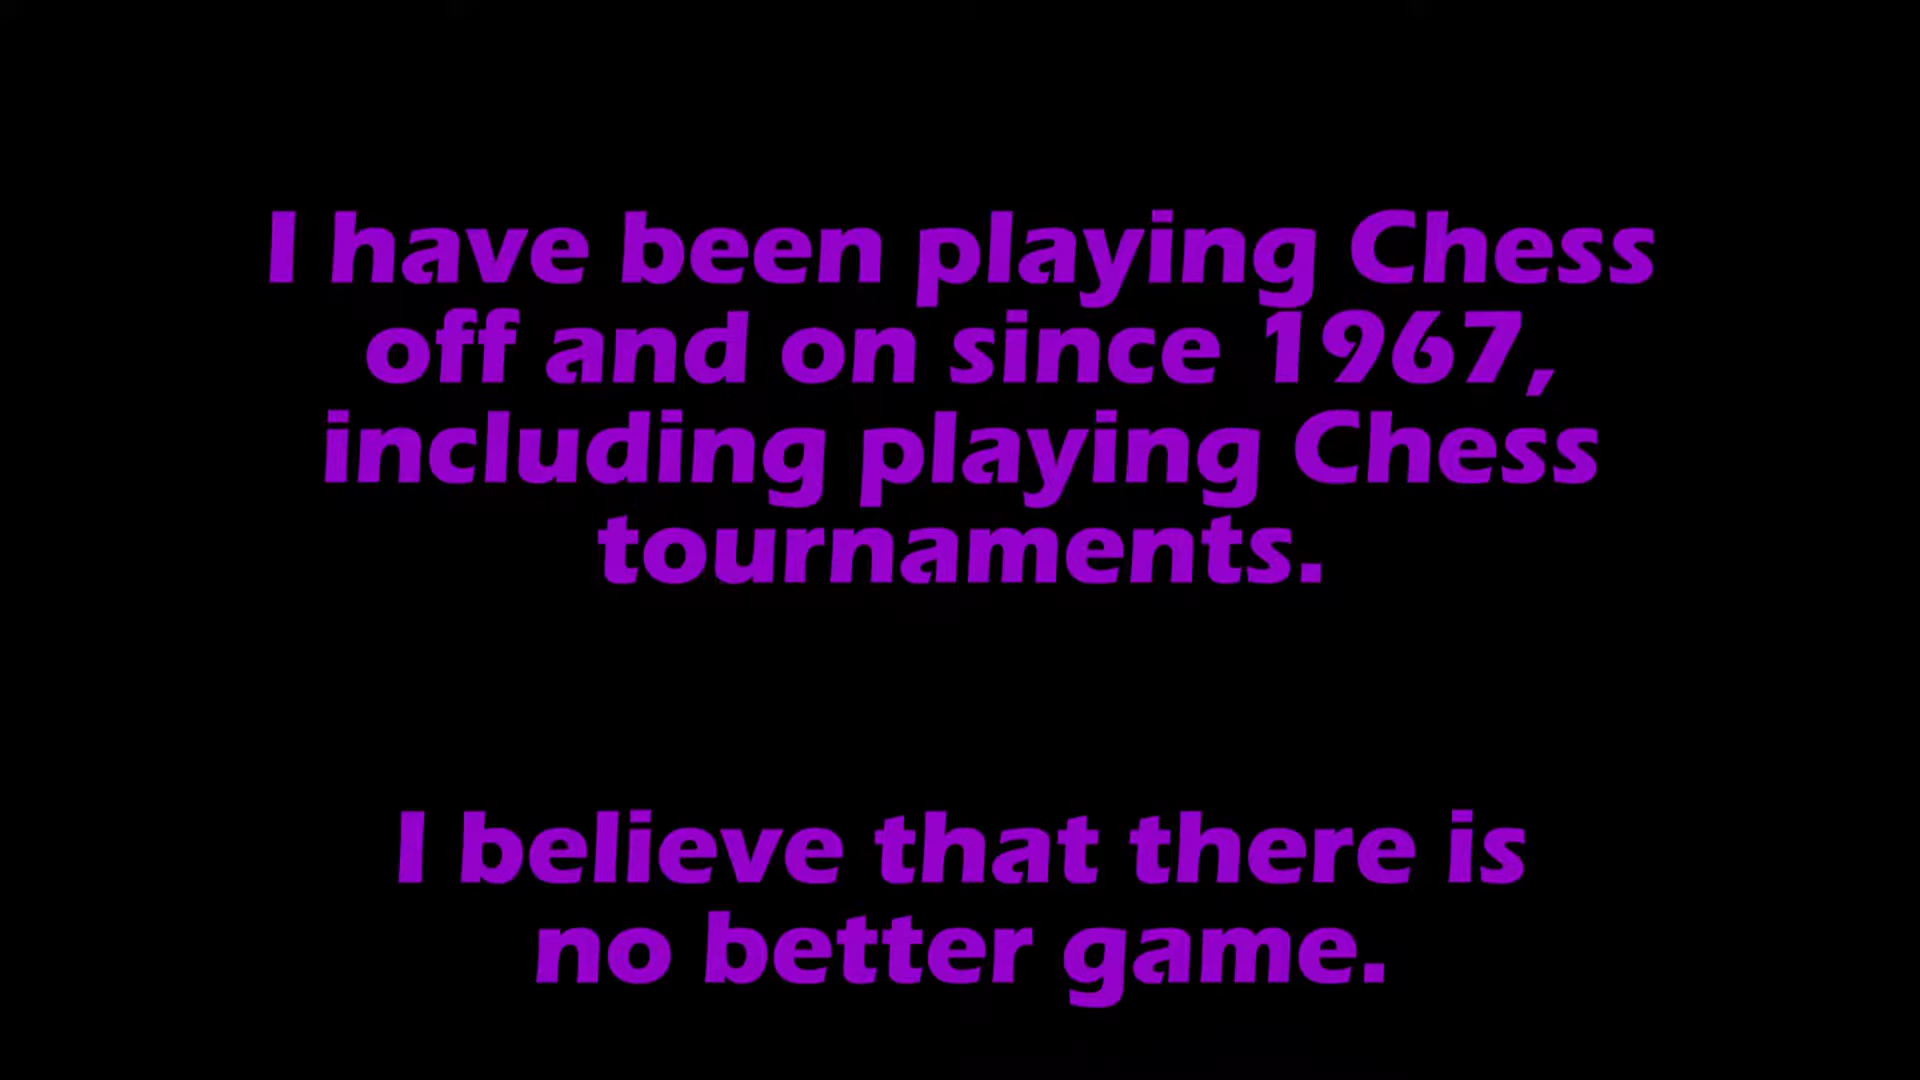 I have been playing Chess
off and on since 1967,
including playing Chess
tournaments.
I believe that there is
no better game.